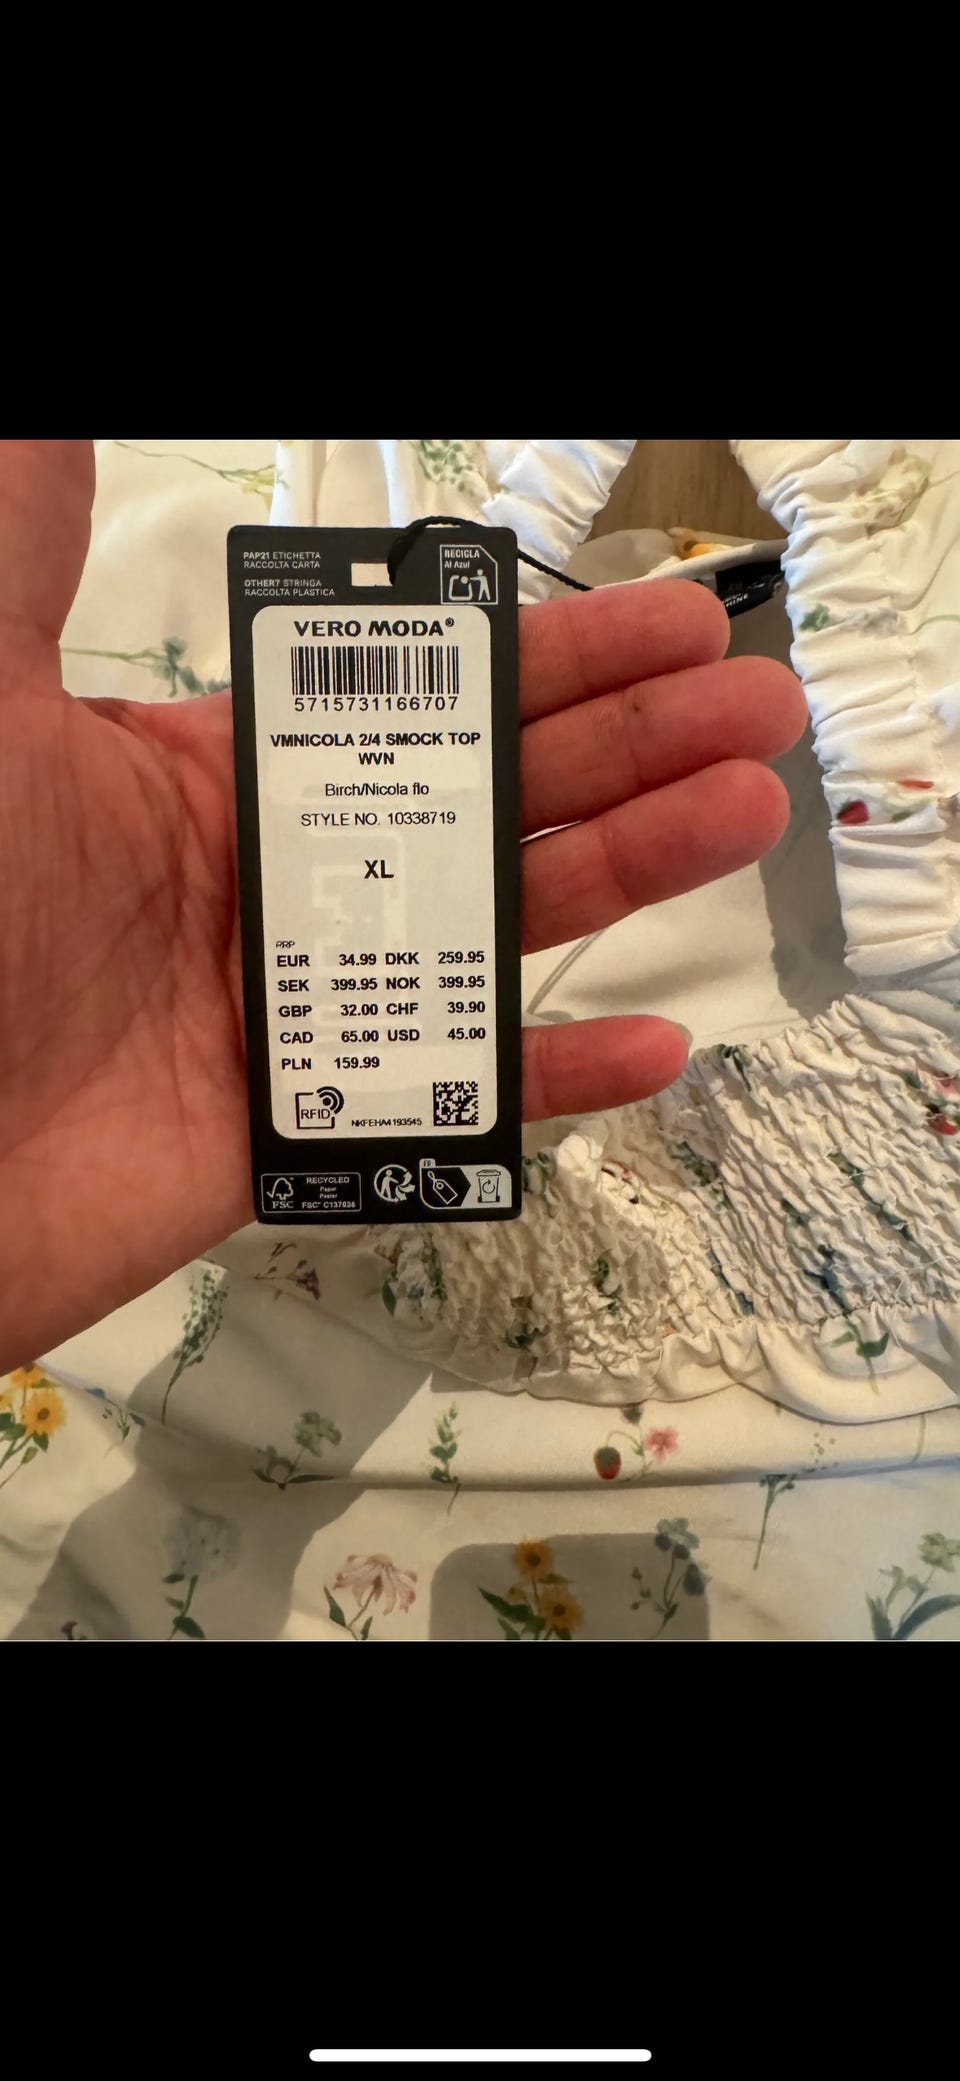 PAP21 ETICHETTA
RACCOLTA CARTA
OTHER7 STRINGA
RACCOLTA PLASTICA
RECICLA
Al Azul
VERO MODA®
5715731166707
VMNICOLA 2/4 SMOCK TOP
WVN
Birch/Nicola flo
STYLE NO. 10338719
XL
RRP
EUR 34.99 DKK 259.95
SEK 399.95 NOK 399.95
GBP 32.00 CHF 39.90
CAD 65.00 USD 45.00
PLN 159.99
RFID
NKFEHA4193545
FSC
RECYCLED
Paper
Papier
FSC® C137036
FR